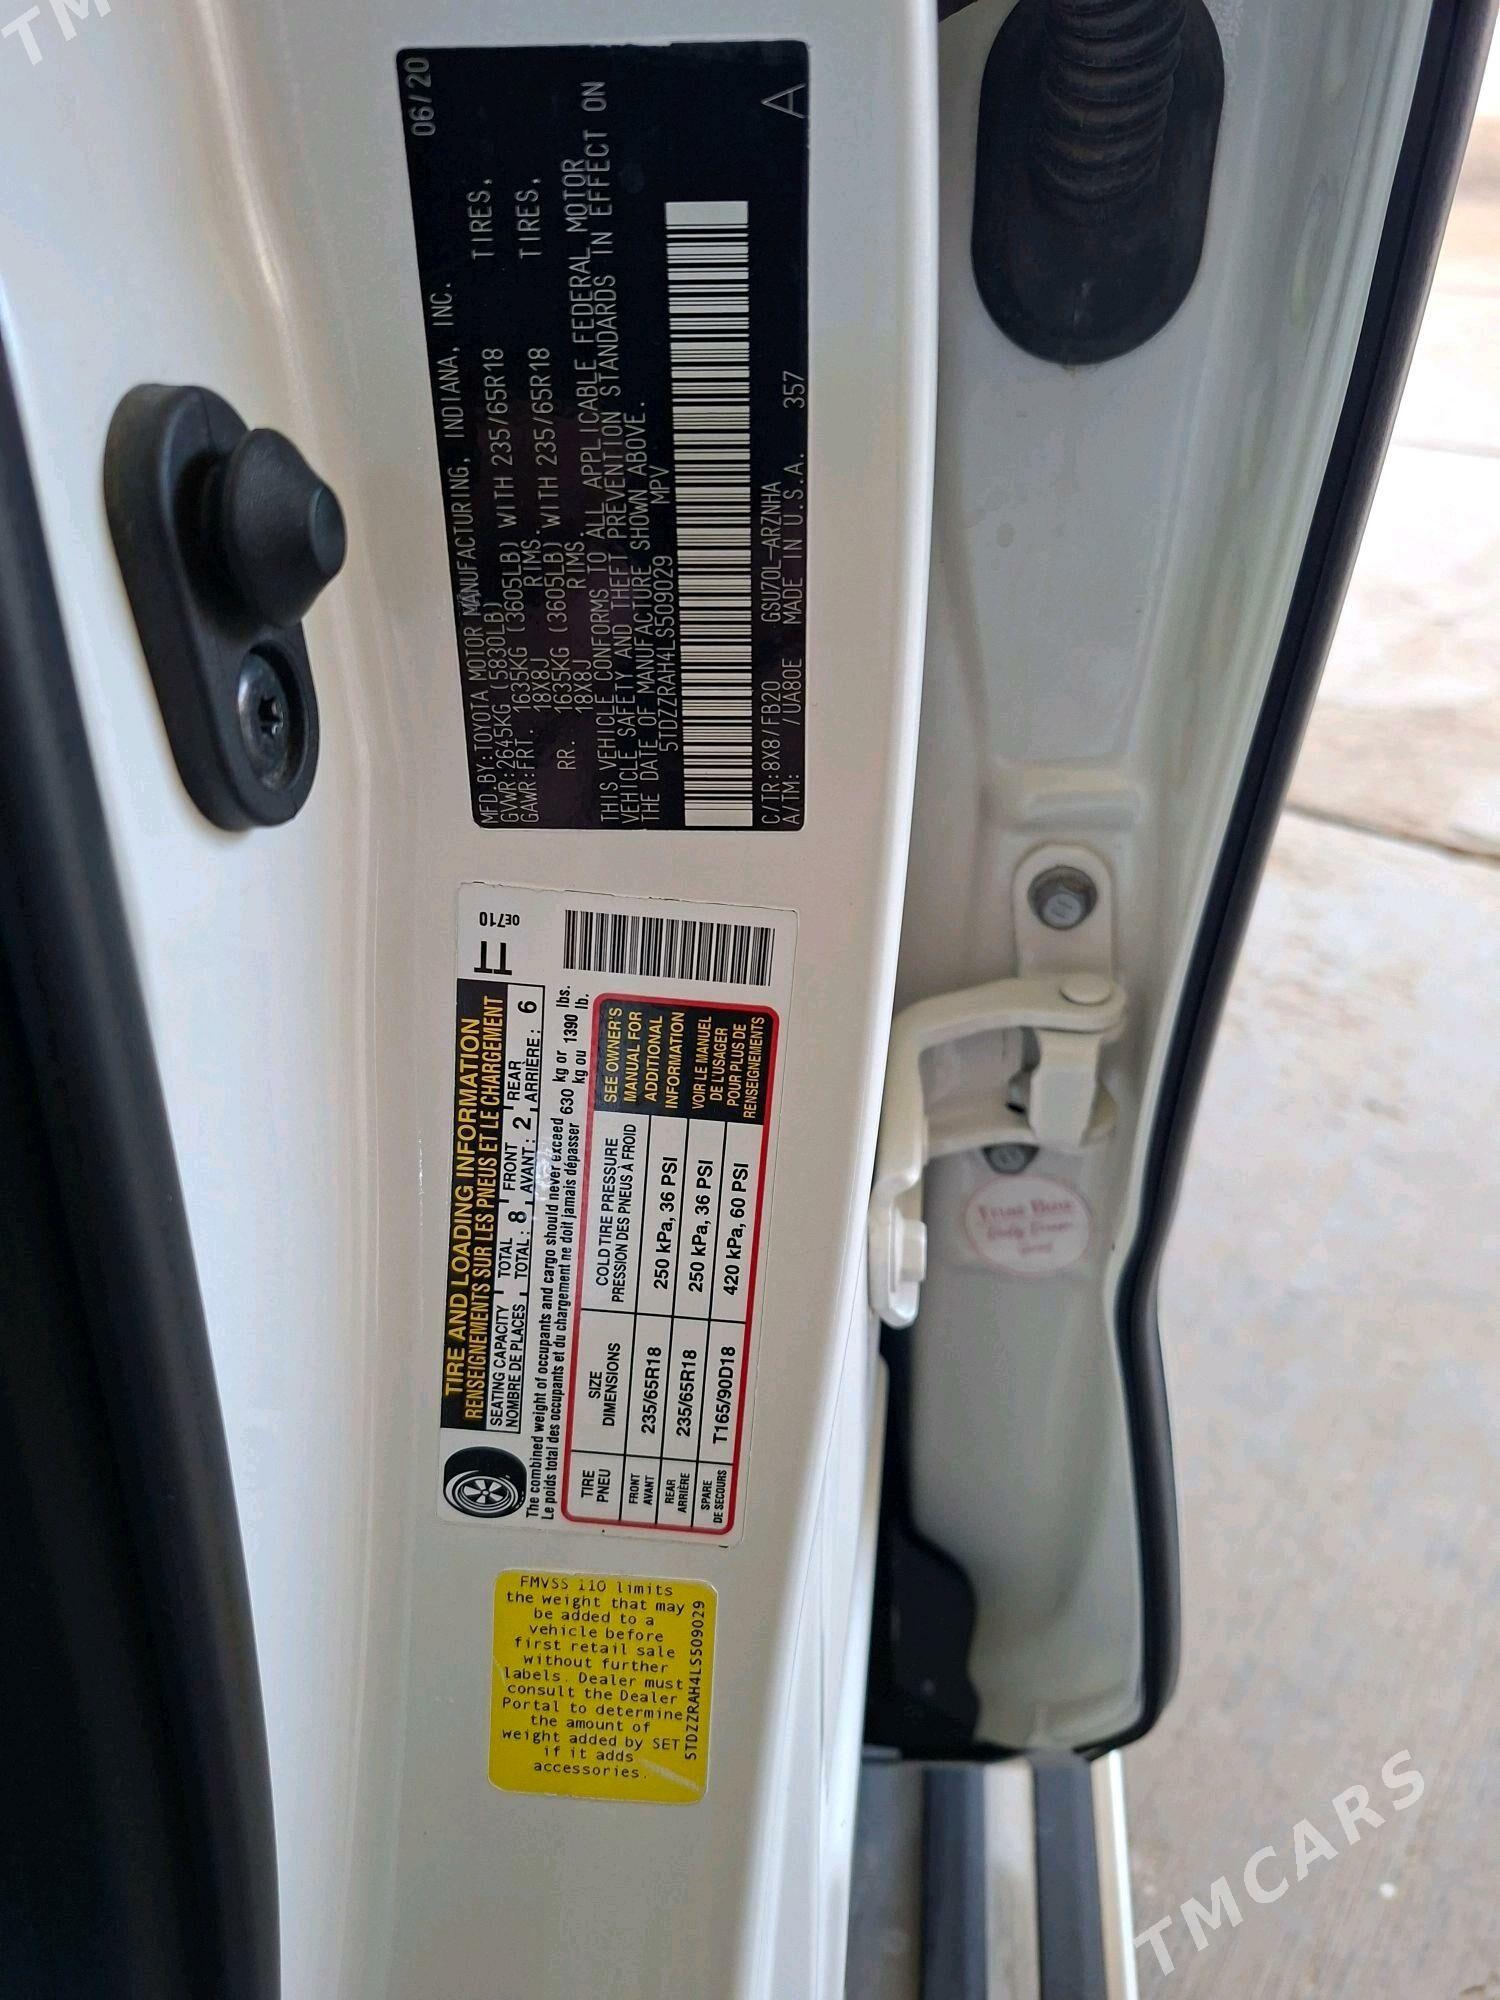 06/20
MFD.BY:TOYOTA MOTOR MANUFACTURING, INDIANA, INC.
GVWR:2645KG (5830LB)
GAWR:FRT. 1635KG (3605LB) WITH 235/65R18 TIRES,
18X8J RIMS.
RR. 1635KG (3605LB) WITH 235/65R18 TIRES,
18X8J RIMS.
THIS VEHICLE CONFORMS TO ALL APPLICABLE FEDERAL MOTOR
VEHICLE SAFETY AND THEFT PREVENTION STANDARDS IN EFFECT ON
THE DATE OF MANUFACTURE SHOWN ABOVE.
5TDZZRAH4LS509029 MPV
C/TR:8X8/FB20 GSU70L-ARZNHA
A/TM: /UA80E MADE IN U.S.A. 357 A
TIRE AND LOADING INFORMATION
RENSEIGNEMENTS SUR LES PNEUS ET LE CHARGEMENT
0E710
SEATING CAPACITY TOTAL FRONT REAR
NOMBRE DE PLACES TOTAL : 8 AVANT : 2 ARRIÈRE : 6
The combined weight of occupants and cargo should never exceed 630 kg or 1390 lbs.
Le poids total des occupants et du chargement ne doit jamais dépasser kg ou lb.
TIRE SIZE COLD TIRE PRESSURE
PNEU DIMENSIONS PRESSION DES PNEUS À FROID
FRONT
AVANT 235/65R18 250 kPa, 36 PSI
REAR
ARRIÈRE 235/65R18 250 kPa, 36 PSI
SPARE
DE SECOURS T165/90D18 420 kPa, 60 PSI
SEE OWNER'S
MANUAL FOR
ADDITIONAL
INFORMATION
VOIR LE MANUEL
DE L'USAGER
POUR PLUS DE
RENSEIGNEMENTS
FMVSS 110 limits
the weight that may
be added to a
vehicle before
first retail sale
without further
labels. Dealer must
consult the Dealer
Portal to determine
the amount of
weight added by SET
if it adds
accessories.
5TDZZRAH4LS509029
TMCARS